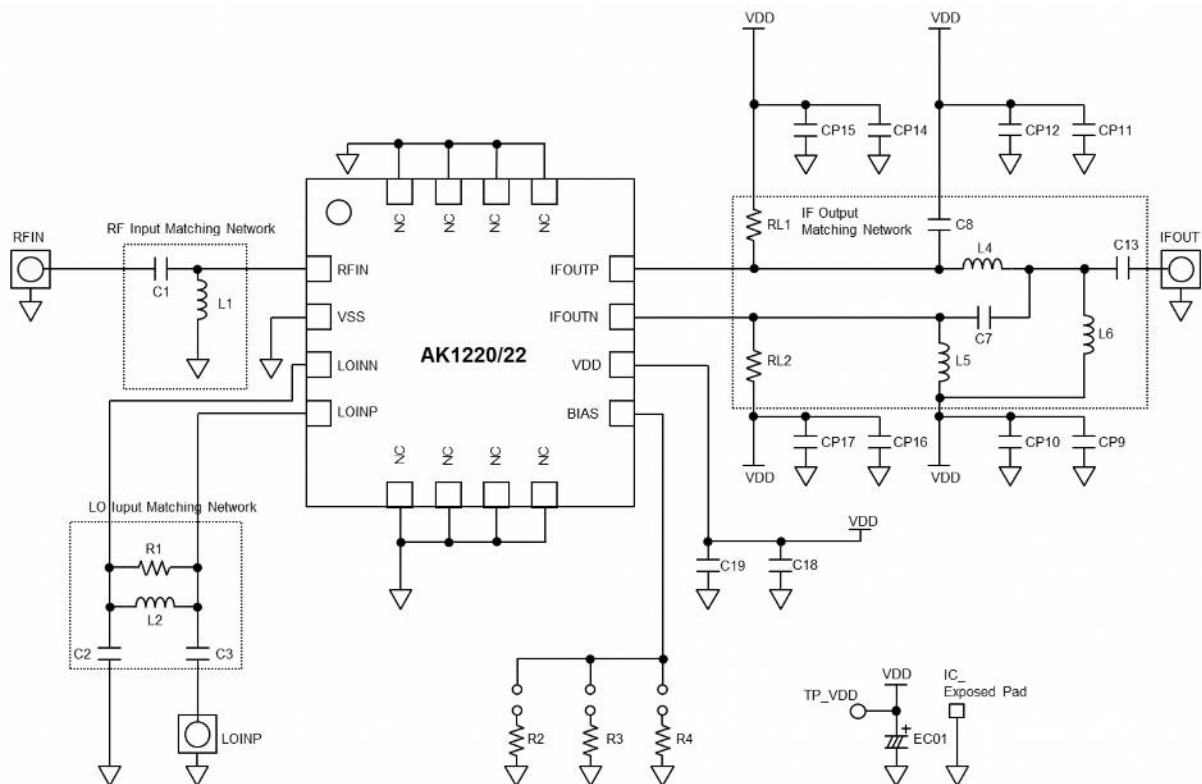 VDD
VDD
CP15
CP14
CP12
CP11
NC
NC
NC
NC
RF Input Matching Network
IF Output
Matching Network
RFIN
C1
L1
RFIN
VSS
LOINN
LOINP
AK1220/22
IFOUTP
IFOUTN
VDD
BIAS
RL1
C8
L4
C13
IFOUT
C7
L6
RL2
L5
CP17
CP16
CP10
CP9
VDD
VDD
NC
NC
NC
NC
LO Iuput Matching Network
R1
L2
C2
C3
LOINP
VDD
C19
C18
R2
R3
R4
VDD
TP_VDD
+
EC01
IC_
Exposed Pad